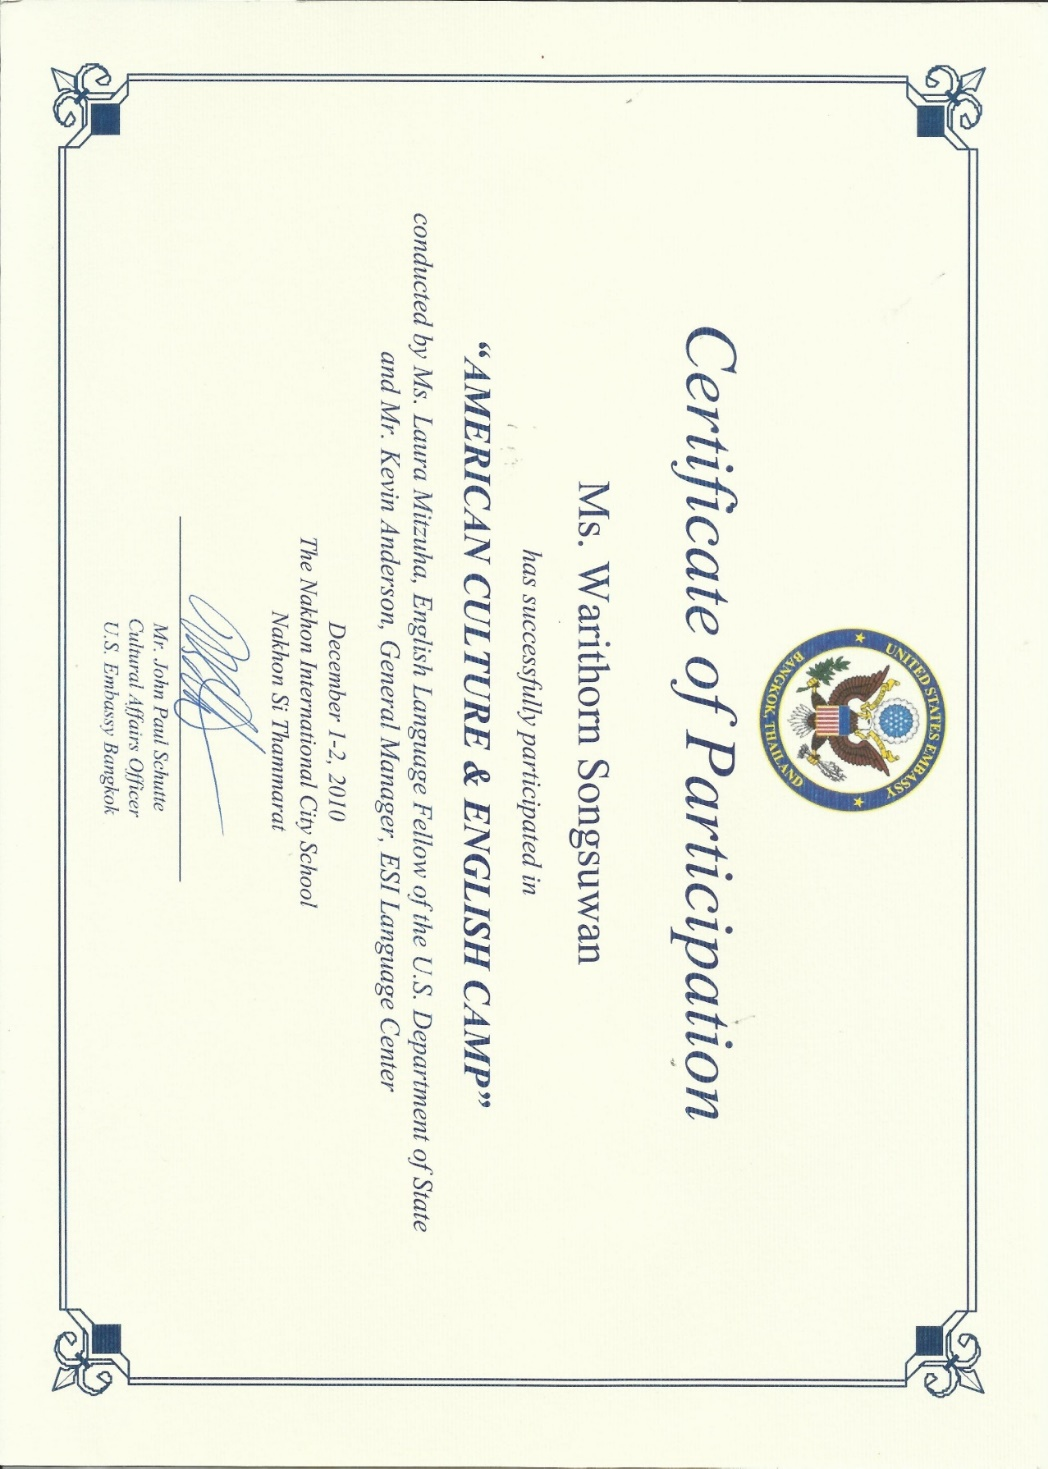 UNITED STATES EMBASSY
BANGKOK, THAILAND
Certificate of Participation
Ms. Warithorn Songsuwan
has successfully participated in
“AMERICAN CULTURE & ENGLISH CAMP”
conducted by Ms. Laura Mitzuha, English Language Fellow of the U.S. Department of State
and Mr. Kevin Anderson, General Manager, ESI Language Center
December 1-2, 2010
The Nakhon International City School
Nakhon Si Thammarat
Mr. John Paul Schutte
Cultural Affairs Officer
U.S. Embassy Bangkok